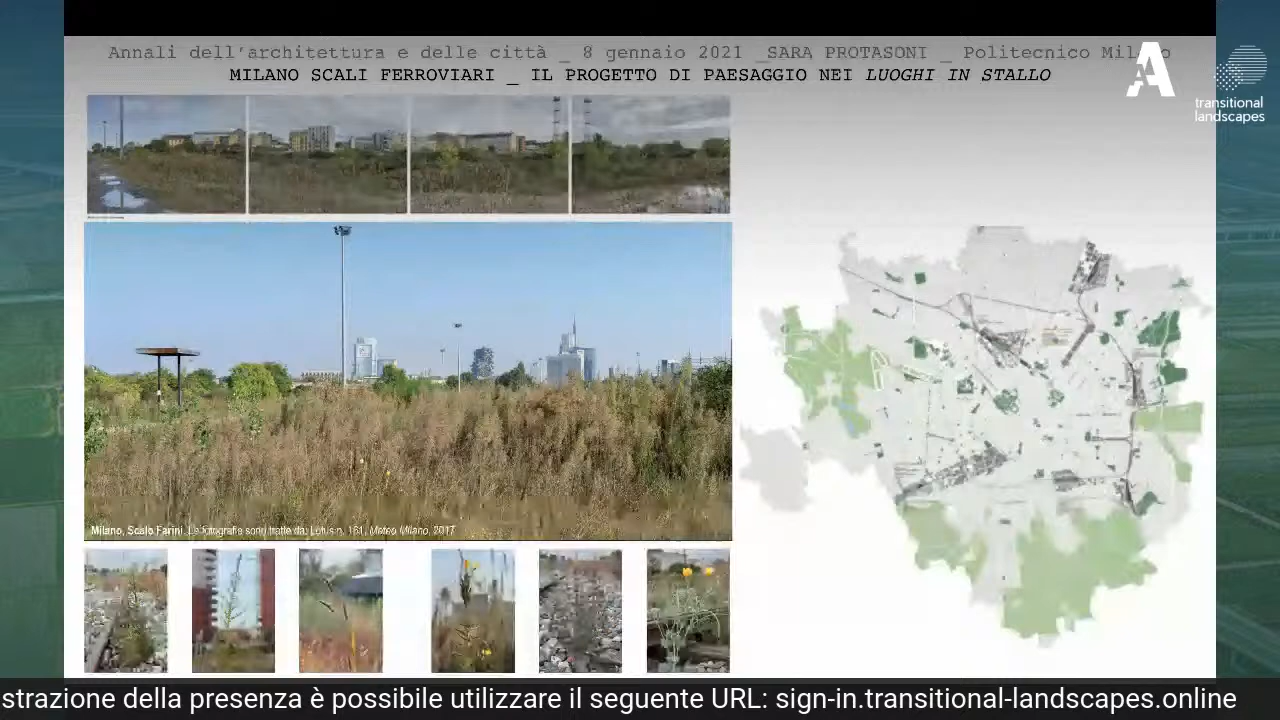 Annali dell'architettura e delle città _ 8 gennaio 2021 _SARA PROTASONI _ Politecnico Milano
MILANO SCALI FERROVIARI _ IL PROGETTO DI PAESAGGIO NEI LUOGHI IN STALLO
transitional
landscapes
Milano, Scalo Farini. Le fotografie sono tratte da: Lotus n. 161, Meteo Milano, 2017
strazione della presenza è possibile utilizzare il seguente URL: sign-in.transitional-landscapes.online